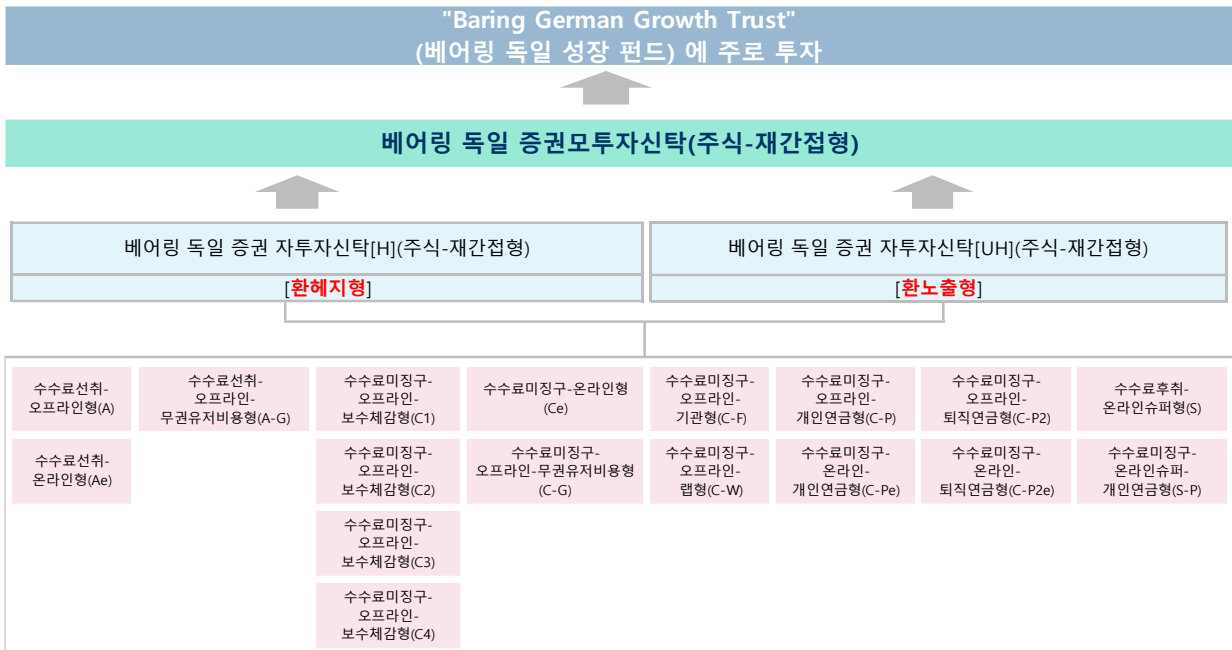 "Baring German Growth Trust"
(베어링 독일 성장 펀드) 에 주로 투자
베어링 독일 증권모투자신탁(주식-재간접형)
베어링 독일 증권 자투자신탁[H](주식-재간접형)
[환헤지형]
베어링 독일 증권 자투자신탁[UH](주식-재간접형)
[환노출형]
수수료선취-
오프라인형(A)
수수료선취-
오프라인-
무권유저비용형(A-G)
수수료미징구-
오프라인-
보수체감형(C1)
수수료미징구-온라인형
(Ce)
수수료미징구-
오프라인-
기관형(C-F)
수수료미징구-
오프라인-
개인연금형(C-P)
수수료미징구-
오프라인-
퇴직연금형(C-P2)
수수료후취-
온라인슈퍼형(S)
수수료선취-
온라인형(Ae)
수수료미징구-
오프라인-
보수체감형(C2)
수수료미징구-
오프라인-무권유저비용형
(C-G)
수수료미징구-
오프라인-
랩형(C-W)
수수료미징구-
온라인-
개인연금형(C-Pe)
수수료미징구-
온라인-
퇴직연금형(C-P2e)
수수료미징구-
온라인슈퍼-
개인연금형(S-P)
수수료미징구-
오프라인-
보수체감형(C3)
수수료미징구-
오프라인-
보수체감형(C4)